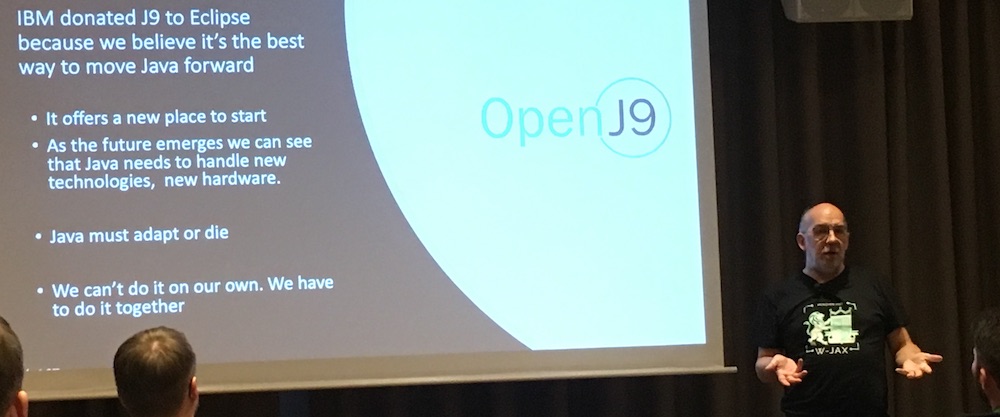 IBM donated J9 to Eclipse
because we believe it's the best
way to move Java forward
• It offers a new place to start
• As the future emerges we can see
that Java needs to handle new
technologies, new hardware.
• Java must adapt or die
• We can't do it on our own. We have
to do it together
OpenJ9
W-JAX